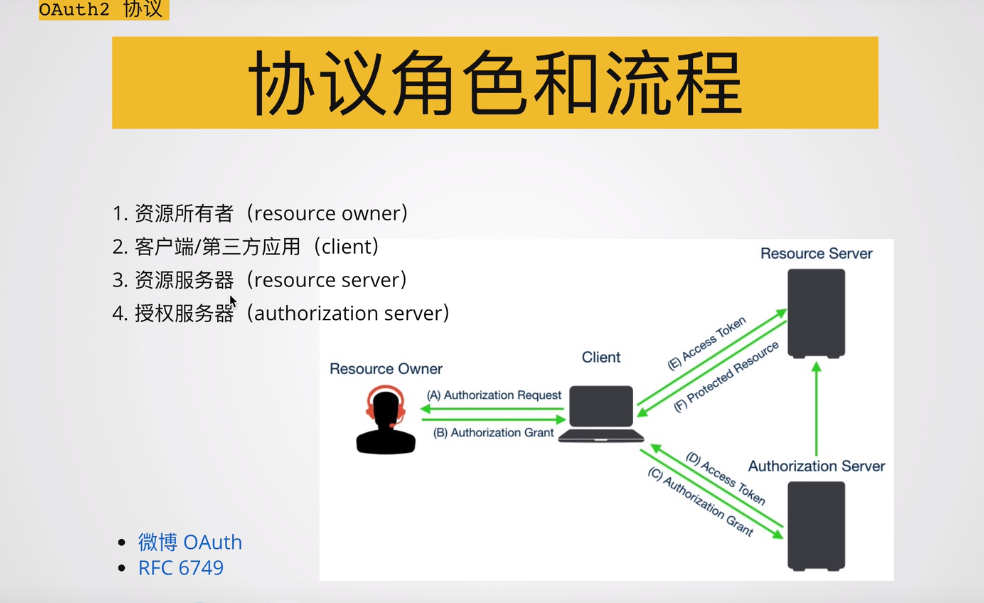 OAuth2 协议
协议角色和流程
1. 资源所有者（resource owner）
2. 客户端/第三方应用（client）
3. 资源服务器（resource server）
4. 授权服务器（authorization server）
Resource Server
Client
Resource Owner
(A) Authorization Request
(B) Authorization Grant
(E) Access Token
(F) Protected Resource
(D) Access Token
(C) Authorization Grant
Authorization Server
• 微博 OAuth
• RFC 6749